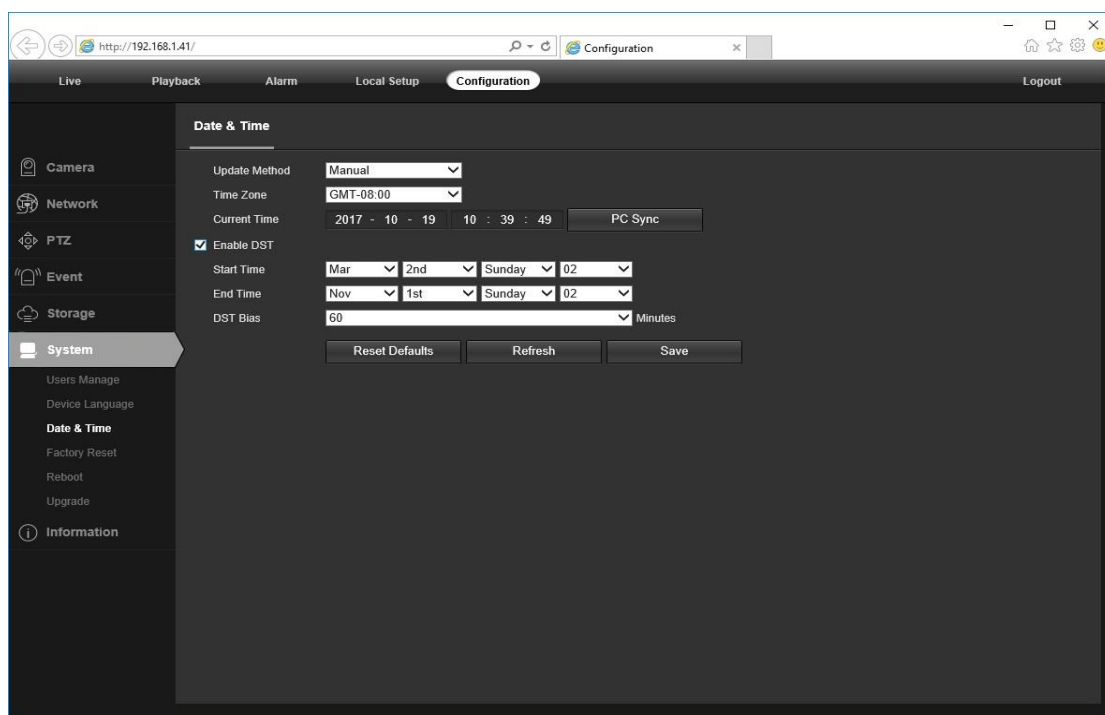 http://192.168.1.41/ Configuration
Live Playback Alarm Local Setup Configuration Logout
Date & Time
Camera
Network
PTZ
Event
Storage
System
Users Manage
Device Language
Date & Time
Factory Reset
Reboot
Upgrade
Information
Update Method Manual
Time Zone GMT-08:00
Current Time 2017 - 10 - 19 10 : 39 : 49 PC Sync
Enable DST
Start Time Mar 2nd Sunday 02
End Time Nov 1st Sunday 02
DST Bias 60 Minutes
Reset Defaults Refresh Save